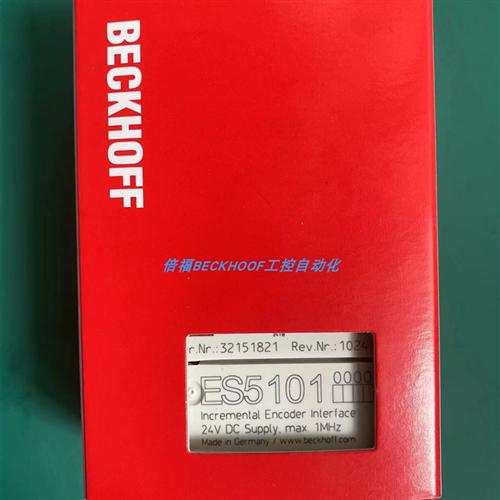 BECKHOFF
倍福BECKHOOF工控自动化
r.Nr.:32151821 Rev.Nr.:1024
ES5101 0000
Incremental Encoder Interface
24V DC Supply, max. 1MHz
Made in Germany / www.beckhoff.com